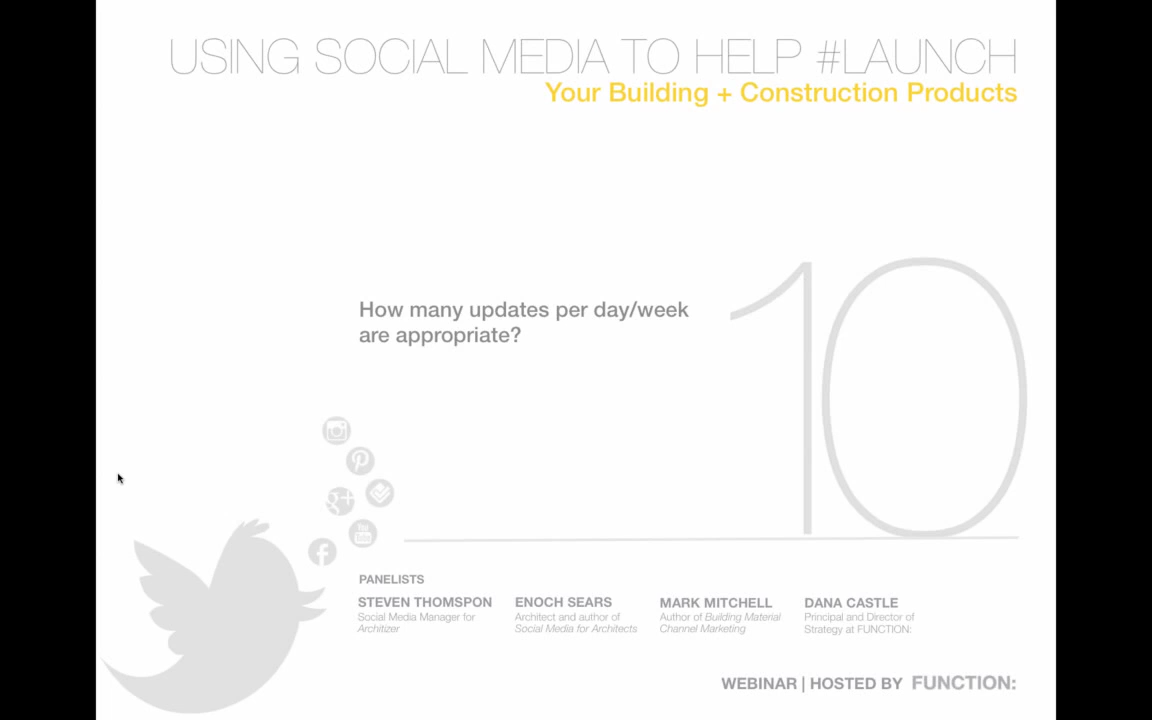 USING SOCIAL MEDIA TO HELP #LAUNCH
Your Building + Construction Products
How many updates per day/week
are appropriate?
10
PANELISTS
STEVEN THOMSPON
Social Media Manager for
Architizer
ENOCH SEARS
Architect and author of
Social Media for Architects
MARK MITCHELL
Author of Building Material
Channel Marketing
DANA CASTLE
Principal and Director of
Strategy at FUNCTION:
WEBINAR | HOSTED BY FUNCTION: